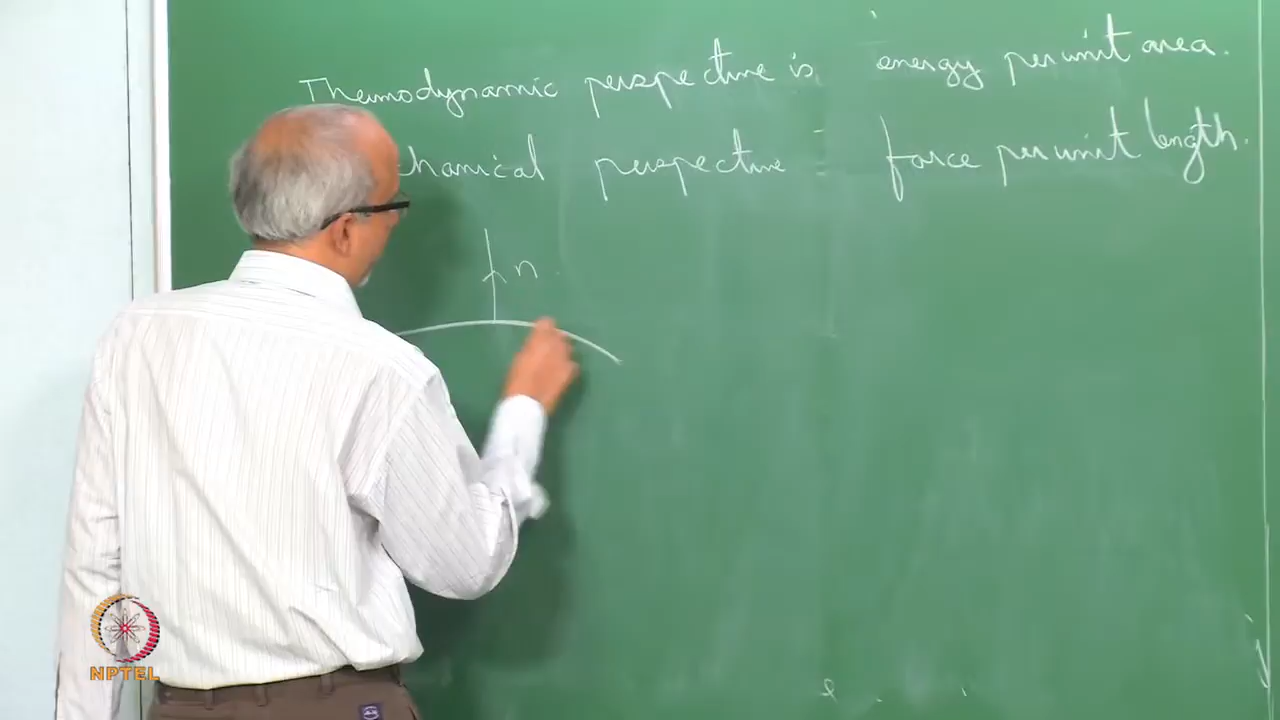 Thermodynamic perspective is energy per unit area.
chanical perspective = force per unit length.
n
NPTEL